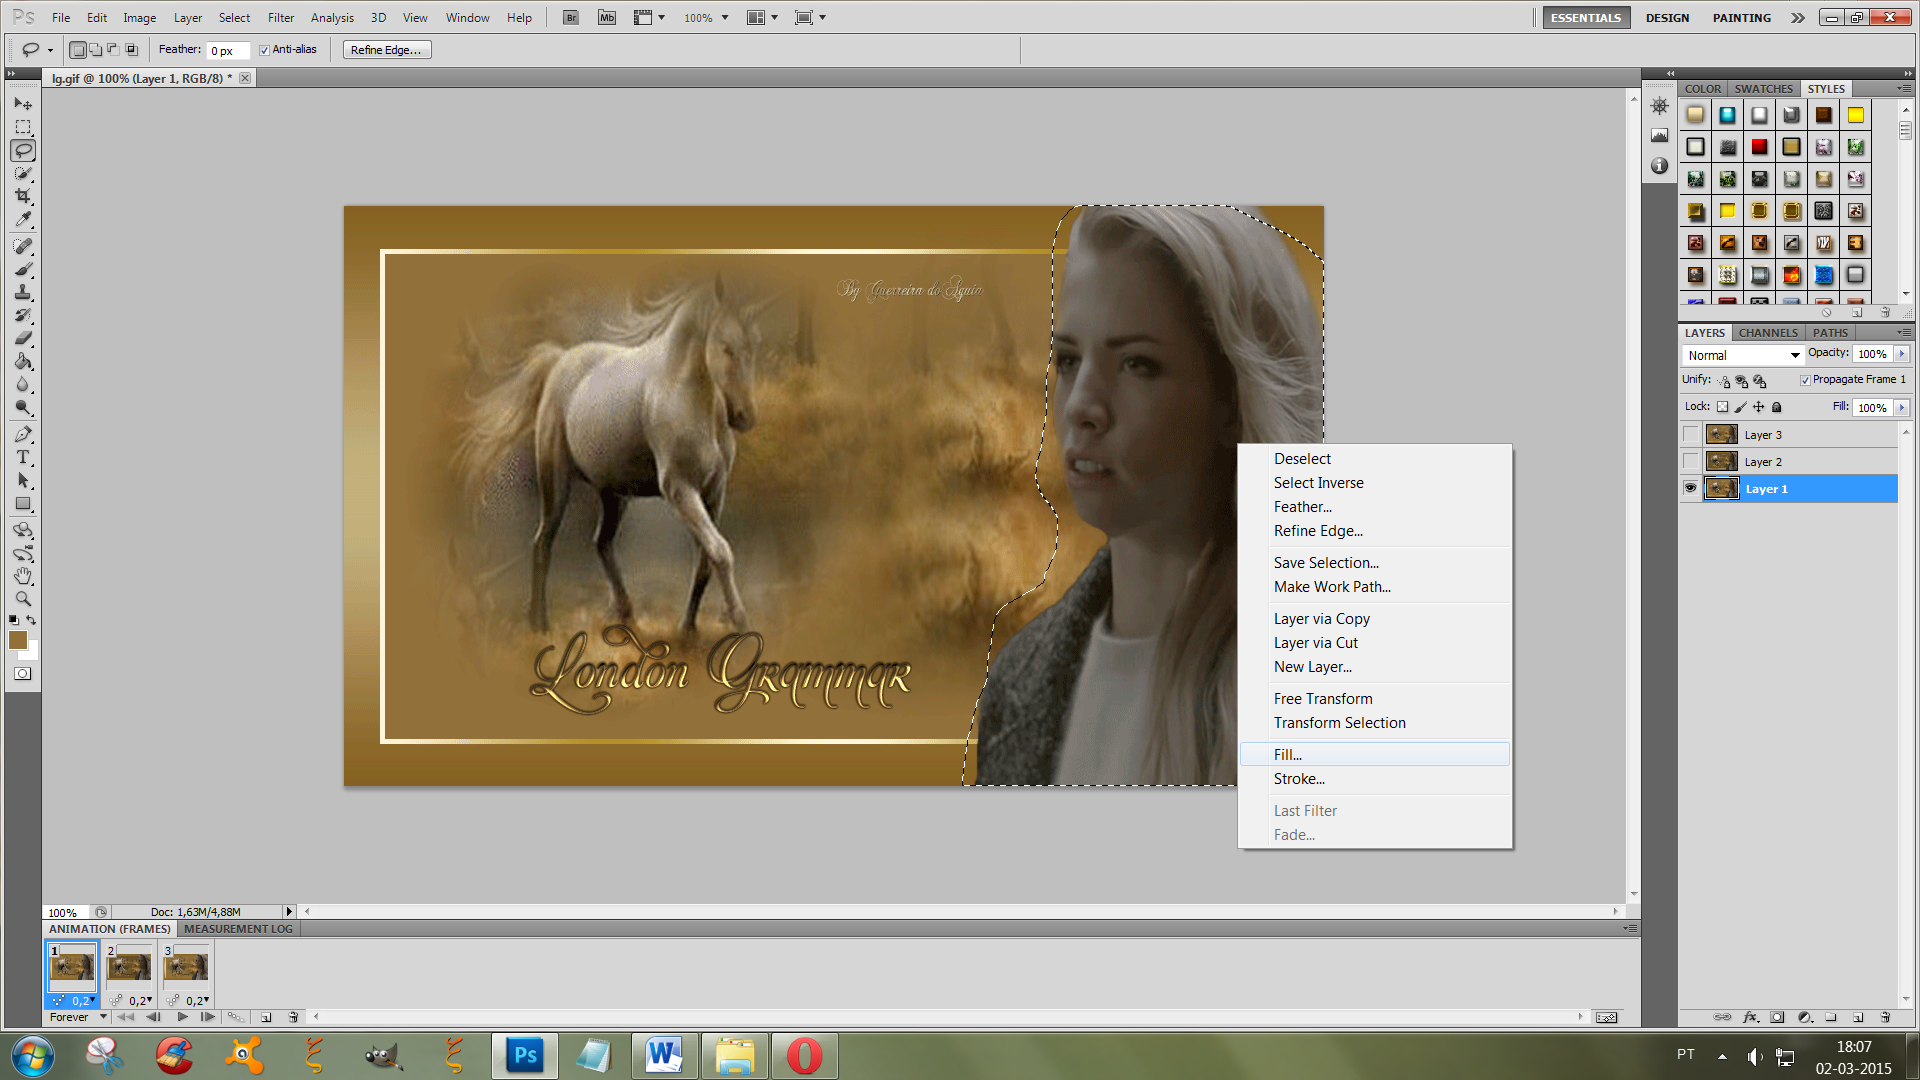 Ps File Edit Image Layer Select Filter Analysis 3D View Window Help Br Mb 100% ESSENTIALS DESIGN PAINTING
Feather: 0 px Anti-alias Refine Edge...
lg.gif @ 100% (Layer 1, RGB/8) *
COLOR SWATCHES STYLES
By Guerreira do Aguia
London Grammar
Deselect
Select Inverse
Feather...
Refine Edge...
Save Selection...
Make Work Path...
Layer via Copy
Layer via Cut
New Layer...
Free Transform
Transform Selection
Fill...
Stroke...
Last Filter
Fade...
LAYERS CHANNELS PATHS
Normal Opacity: 100%
Unify: Propagate Frame 1
Lock: Fill: 100%
Layer 3
Layer 2
Layer 1
100% Doc: 1,63M/4,88M
ANIMATION (FRAMES) MEASUREMENT LOG
1 2 3
0,2 0,2 0,2
Forever
Ps W PT 18:07
02-03-2015